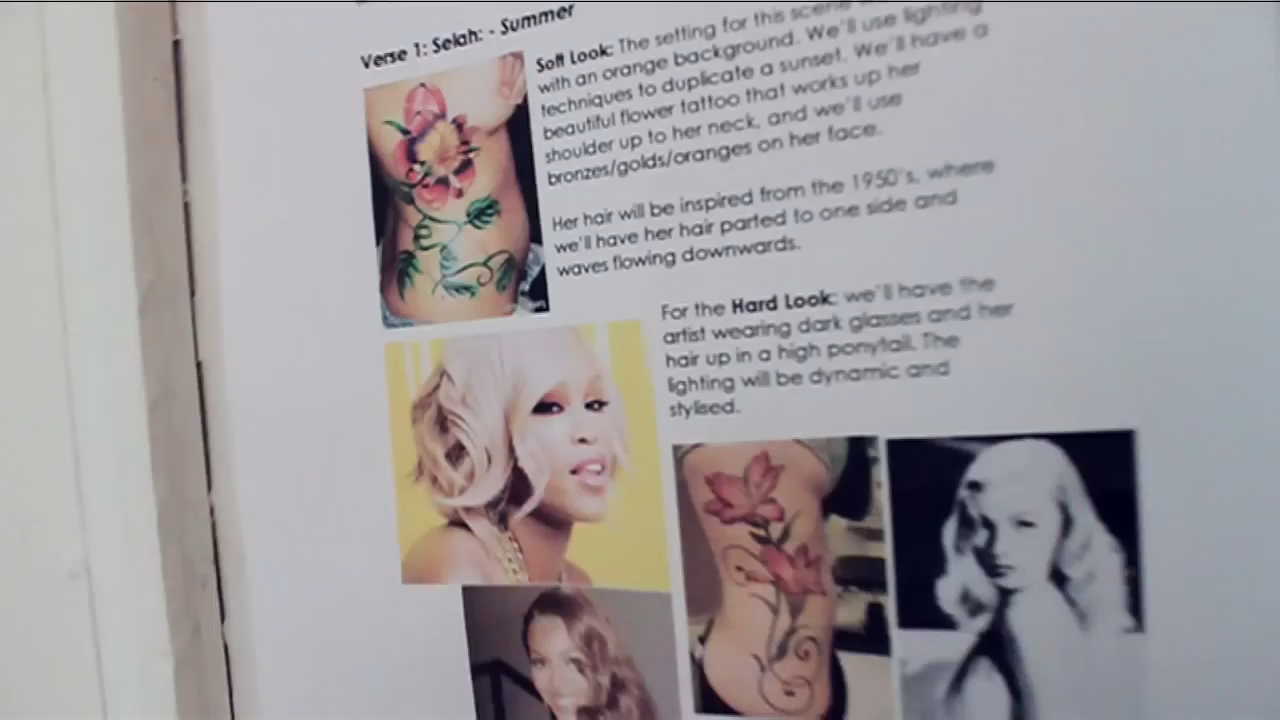 Verse 1: Selah: - Summer
Soft Look: The setting for this scene
with an orange background. We'll use lighting
techniques to duplicate a sunset. We'll have a
beautiful flower tattoo that works up her
shoulder up to her neck, and we'll use
bronzes/golds/oranges on her face.
Her hair will be inspired from the 1950's, where
we'll have her hair parted to one side and
waves flowing downwards.
For the Hard Look: we'll have the
artist wearing dark glasses and her
hair up in a high ponytail. The
lighting will be dynamic and
stylised.